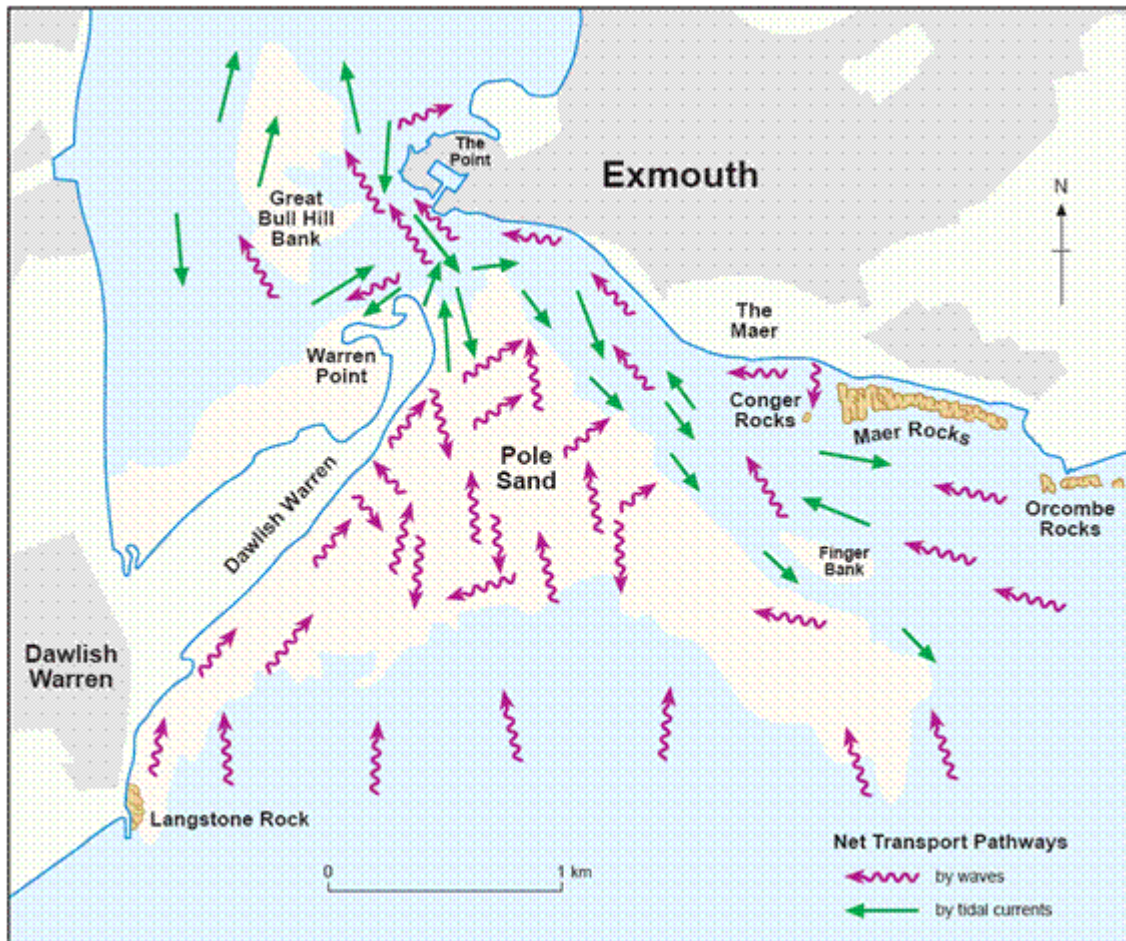 The
Point
Exmouth
N
Great
Bull Hill
Bank
The
Maer
Warren
Point
Conger
Rocks
Maer Rocks
Pole
Sand
Orcombe
Rocks
Dawlish Warren
Finger
Bank
Dawlish
Warren
Langstone Rock
Net Transport Pathways
0
1 km
by waves
by tidal currents